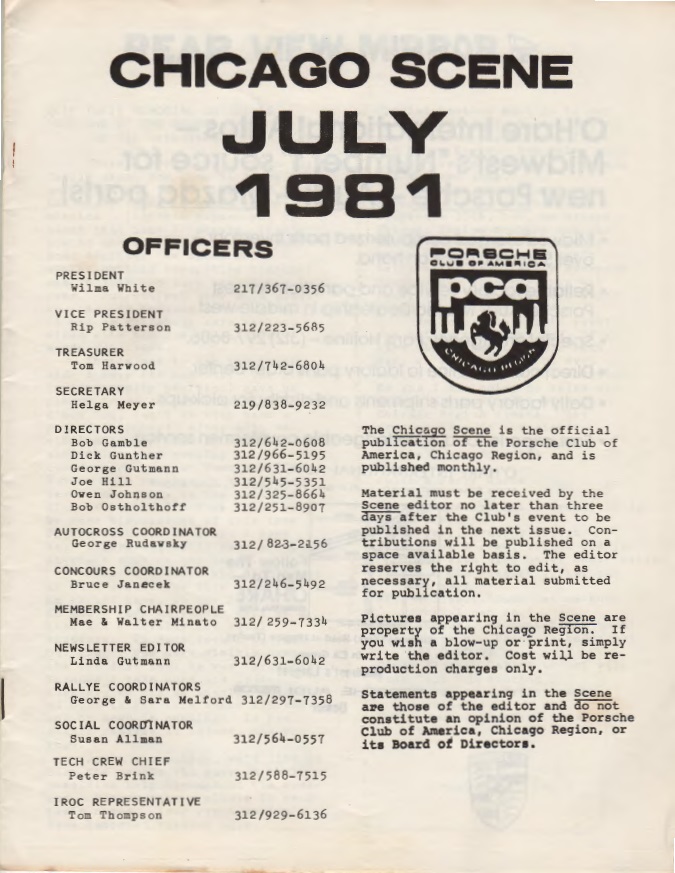 CHICAGO SCENE
JULY
1981
OFFICERS
PRESIDENT
Wilma White 217/367-0356
VICE PRESIDENT
Rip Patterson 312/223-5685
TREASURER
Tom Harwood 312/742-6804
SECRETARY
Helga Meyer 219/838-9232
DIRECTORS
Bob Gamble 312/642-0608
Dick Gunther 312/966-5195
George Gutmann 312/631-6042
Joe Hill 312/545-5351
Owen Johnson 312/325-8664
Bob Ostholthoff 312/251-8907
AUTOCROSS COORDINATOR
George Rudawsky 312/823-2156
CONCOURS COORDINATOR
Bruce Janecek 312/246-5492
MEMBERSHIP CHAIRPEOPLE
Mae & Walter Minato 312/ 259-7334
NEWSLETTER EDITOR
Linda Gutmann 312/631-6042
RALLYE COORDINATORS
George & Sara Melford 312/297-7358
SOCIAL COORDINATOR
Susan Allman 312/564-0557
TECH CREW CHIEF
Peter Brink 312/588-7515
IROC REPRESENTATIVE
Tom Thompson 312/929-6136
PORSCHE
CLUB OF AMERICA
pca
CHICAGO REGION
The Chicago Scene is the official
publication of the Porsche Club of
America, Chicago Region, and is
published monthly.
Material must be received by the
Scene editor no later than three
days after the Club's event to be
published in the next issue. Con-
tributions will be published on a
space available basis. The editor
reserves the right to edit, as
necessary, all material submitted
for publication.
Pictures appearing in the Scene are
property of the Chicago Region. If
you wish a blow-up or print, simply
write the editor. Cost will be re-
production charges only.
Statements appearing in the Scene
are those of the editor and do not
constitute an opinion of the Porsche
Club of America, Chicago Region, or
its Board of Directors.